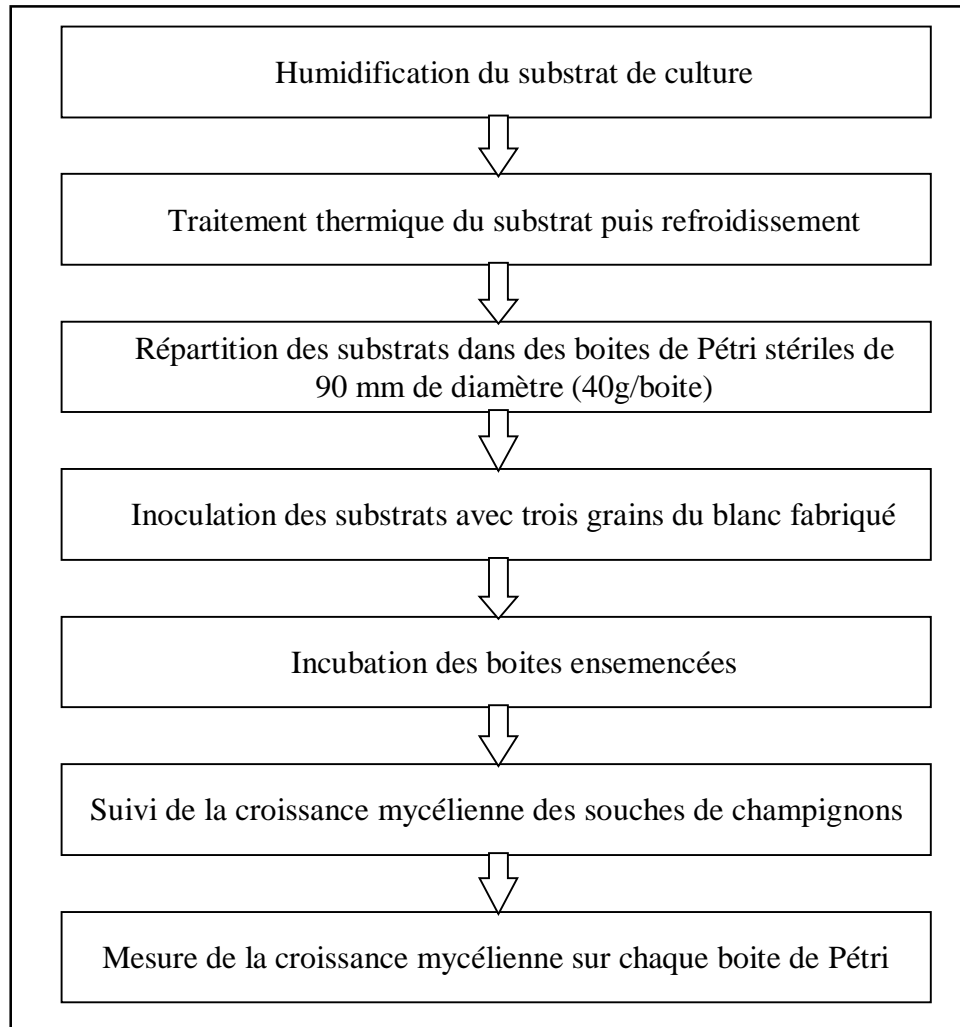 Humidification du substrat de culture
Traitement thermique du substrat puis refroidissement
Répartition des substrats dans des boites de Pétri stériles de
90 mm de diamètre (40g/boite)
Inoculation des substrats avec trois grains du blanc fabriqué
Incubation des boites ensemencées
Suivi de la croissance mycélienne des souches de champignons
Mesure de la croissance mycélienne sur chaque boite de Pétri